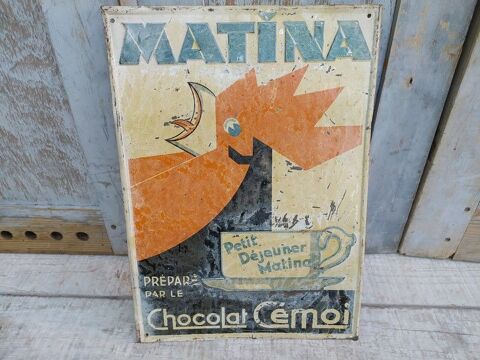 MATINA
Petit
Déjeuner
Matina
PRÉPARÉ
PAR LE
Chocolat Cémoi